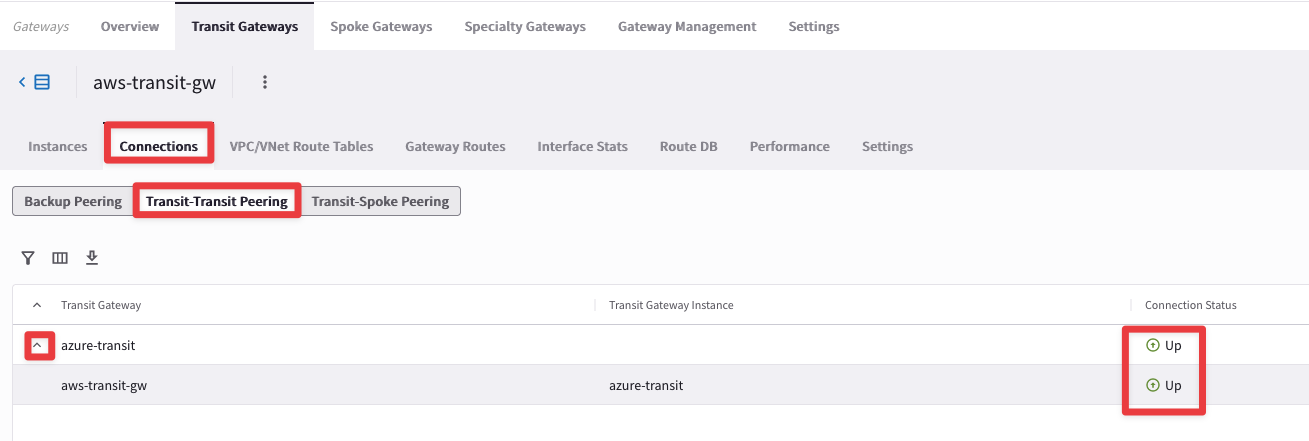 Gateways Overview Transit Gateways Spoke Gateways Specialty Gateways Gateway Management Settings
aws-transit-gw
Instances Connections VPC/VNet Route Tables Gateway Routes Interface Stats Route DB Performance Settings
Backup Peering Transit-Transit Peering Transit-Spoke Peering
Transit Gateway Transit Gateway Instance Connection Status
azure-transit Up
aws-transit-gw azure-transit Up